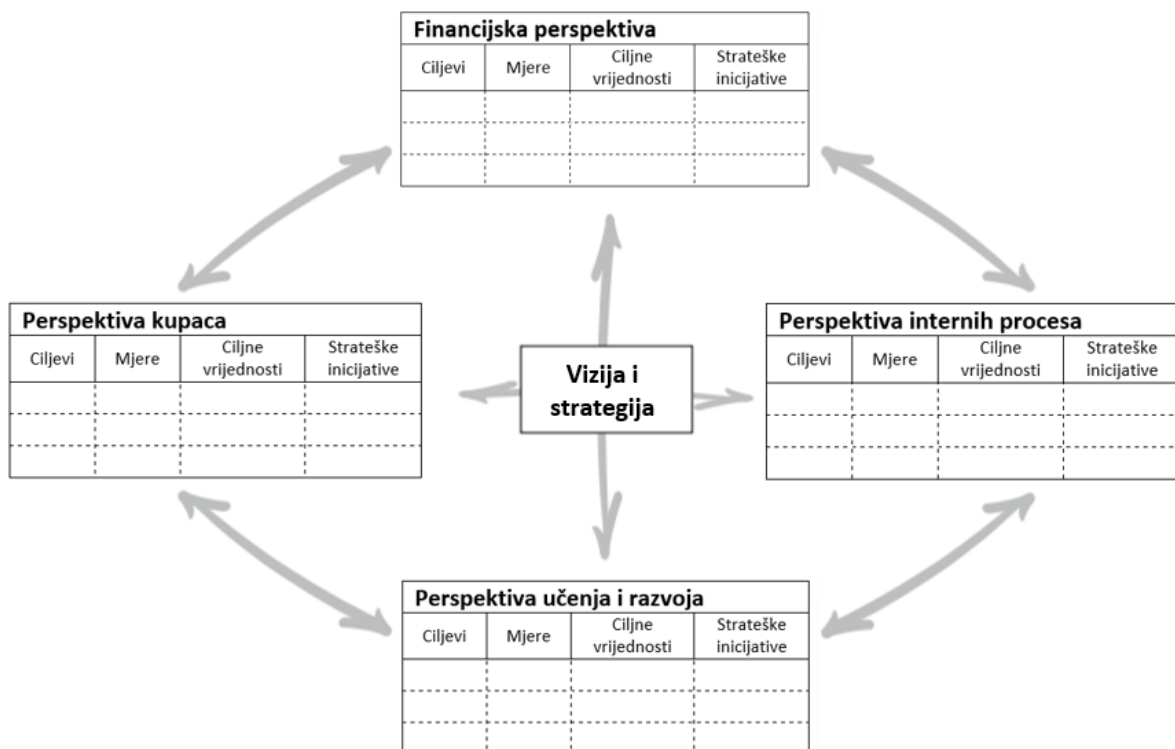 Financijska perspektiva
Ciljevi Mjere Ciljne vrijednosti Strateške inicijative
Perspektiva kupaca
Ciljevi Mjere Ciljne vrijednosti Strateške inicijative
Vizija i
strategija
Perspektiva internih procesa
Ciljevi Mjere Ciljne vrijednosti Strateške inicijative
Perspektiva učenja i razvoja
Ciljevi Mjere Ciljne vrijednosti Strateške inicijative